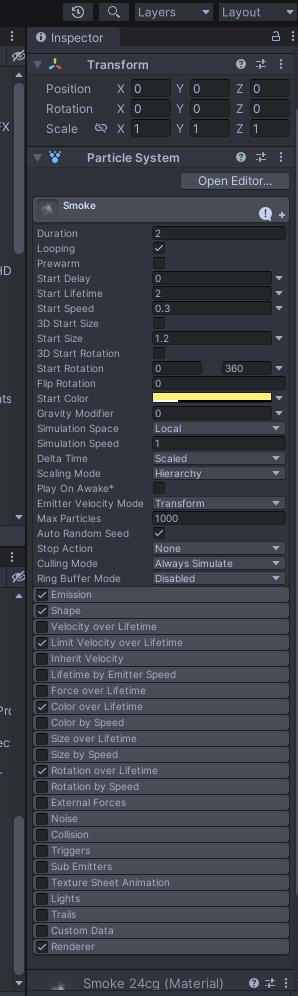 Layers Layout
Inspector
Transform
Position X 0 Y 0 Z 0
Rotation X 0 Y 0 Z 0
Scale X 1 Y 1 Z 1
Particle System
Open Editor...
Smoke
Duration 2
Looping
Prewarm
Start Delay 0
Start Lifetime 2
Start Speed 0.3
3D Start Size
Start Size 1.2
3D Start Rotation
Start Rotation 0 360
Flip Rotation 0
Start Color
Gravity Modifier 0
Simulation Space Local
Simulation Speed 1
Delta Time Scaled
Scaling Mode Hierarchy
Play On Awake*
Emitter Velocity Mode Transform
Max Particles 1000
Auto Random Seed
Stop Action None
Culling Mode Always Simulate
Ring Buffer Mode Disabled
Emission
Shape
Velocity over Lifetime
Limit Velocity over Lifetime
Inherit Velocity
Lifetime by Emitter Speed
Force over Lifetime
Color over Lifetime
Color by Speed
Size over Lifetime
Size by Speed
Rotation over Lifetime
Rotation by Speed
External Forces
Noise
Collision
Triggers
Sub Emitters
Texture Sheet Animation
Lights
Trails
Custom Data
Renderer
Smoke 24cg (Material)